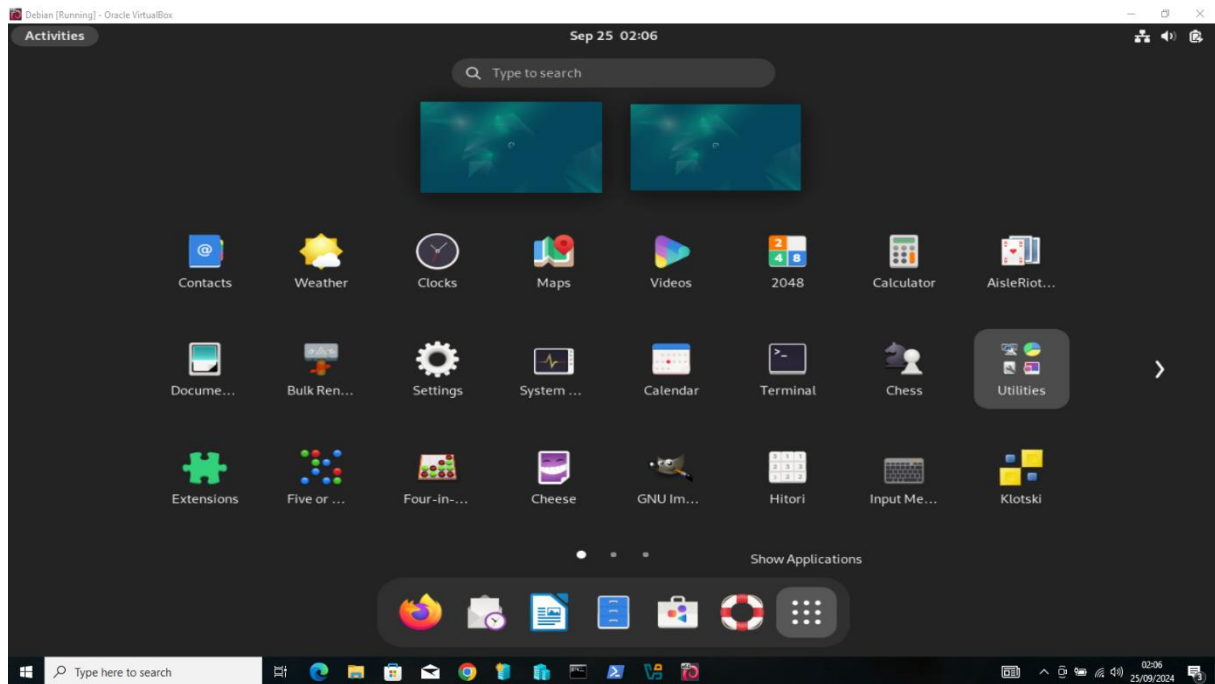 Debian [Running] - Oracle VirtualBox
Activities
Sep 25 02:06
Type to search
Contacts
Weather
Clocks
Maps
Videos
2048
Calculator
AisleRiot...
Docume...
Bulk Ren...
Settings
System ...
Calendar
Terminal
Chess
Utilities
Extensions
Five or ...
Four-in-...
Cheese
GNU Im...
Hitori
Input Me...
Klotski
Show Applications
Type here to search
02:06
25/09/2024
3